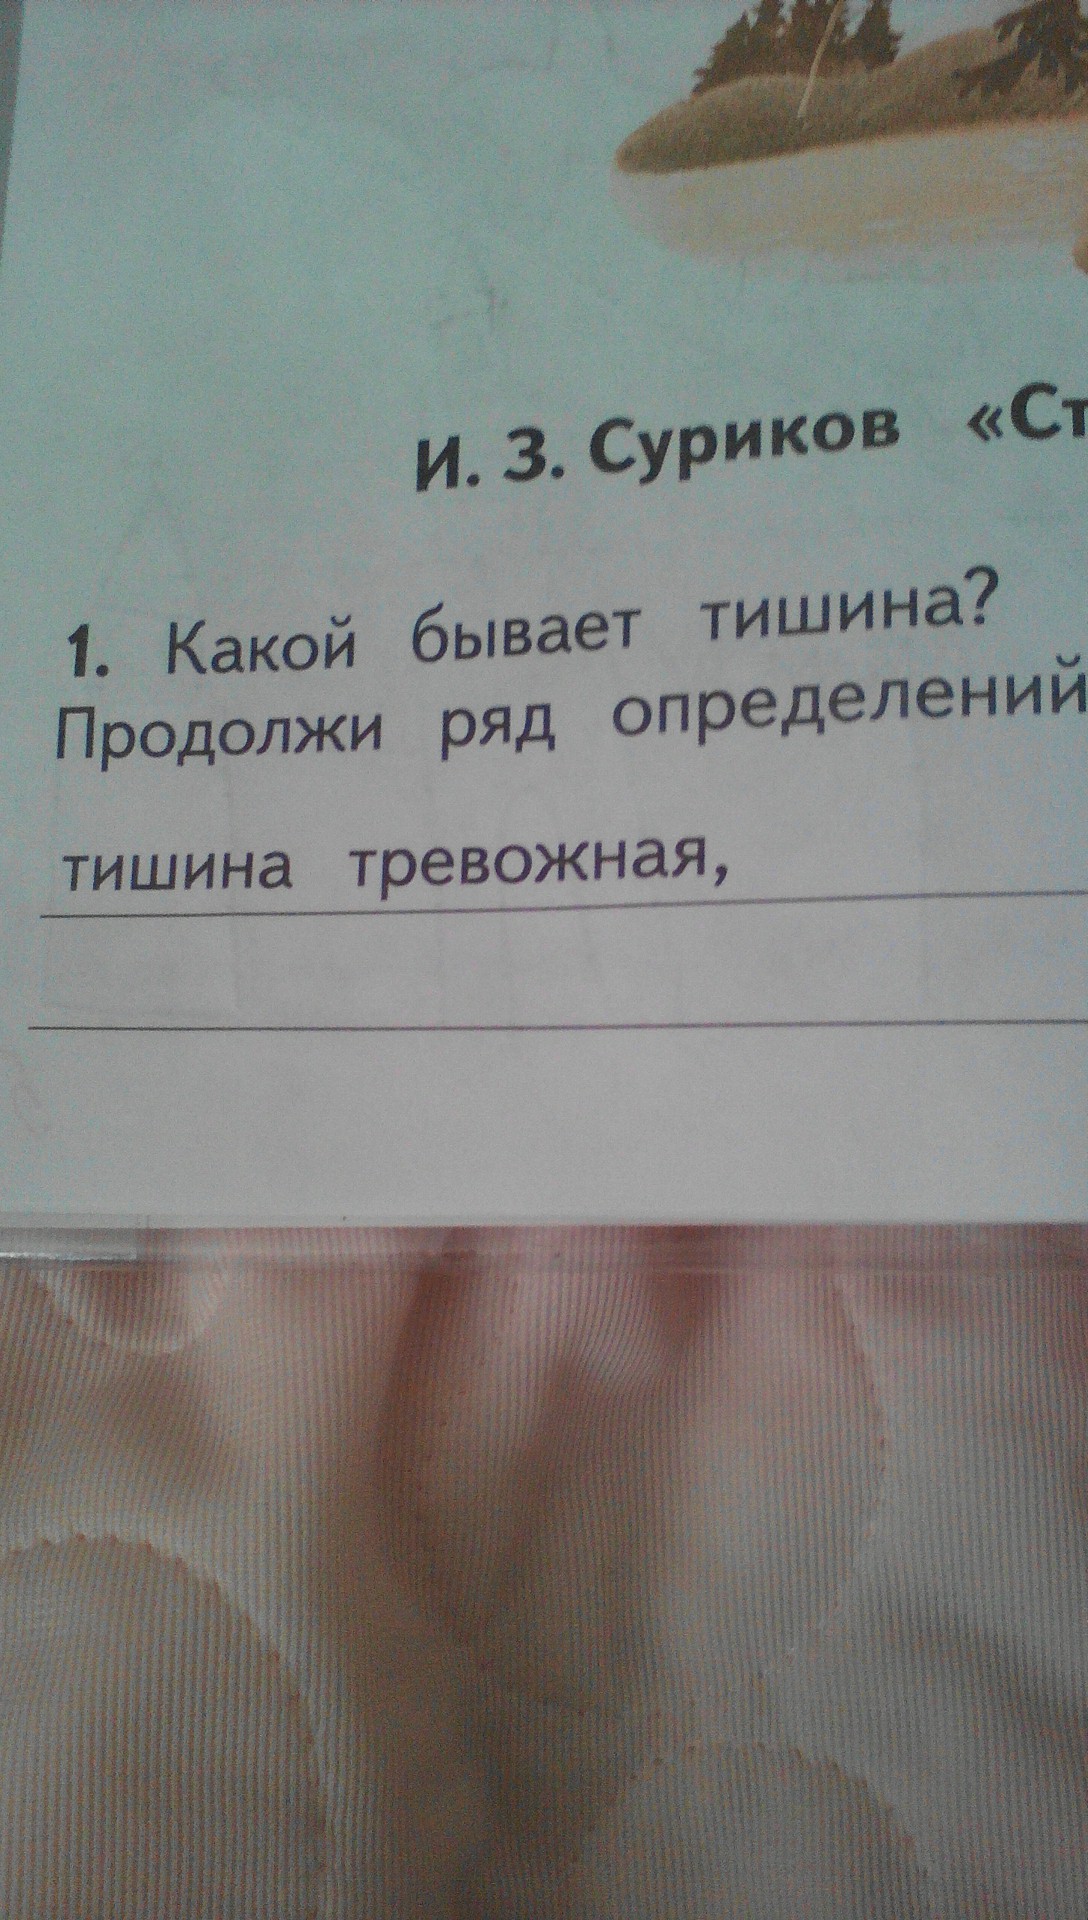 И. З. Суриков «Ст
1. Какой бывает тишина?
Продолжи ряд определений
тишина тревожная,